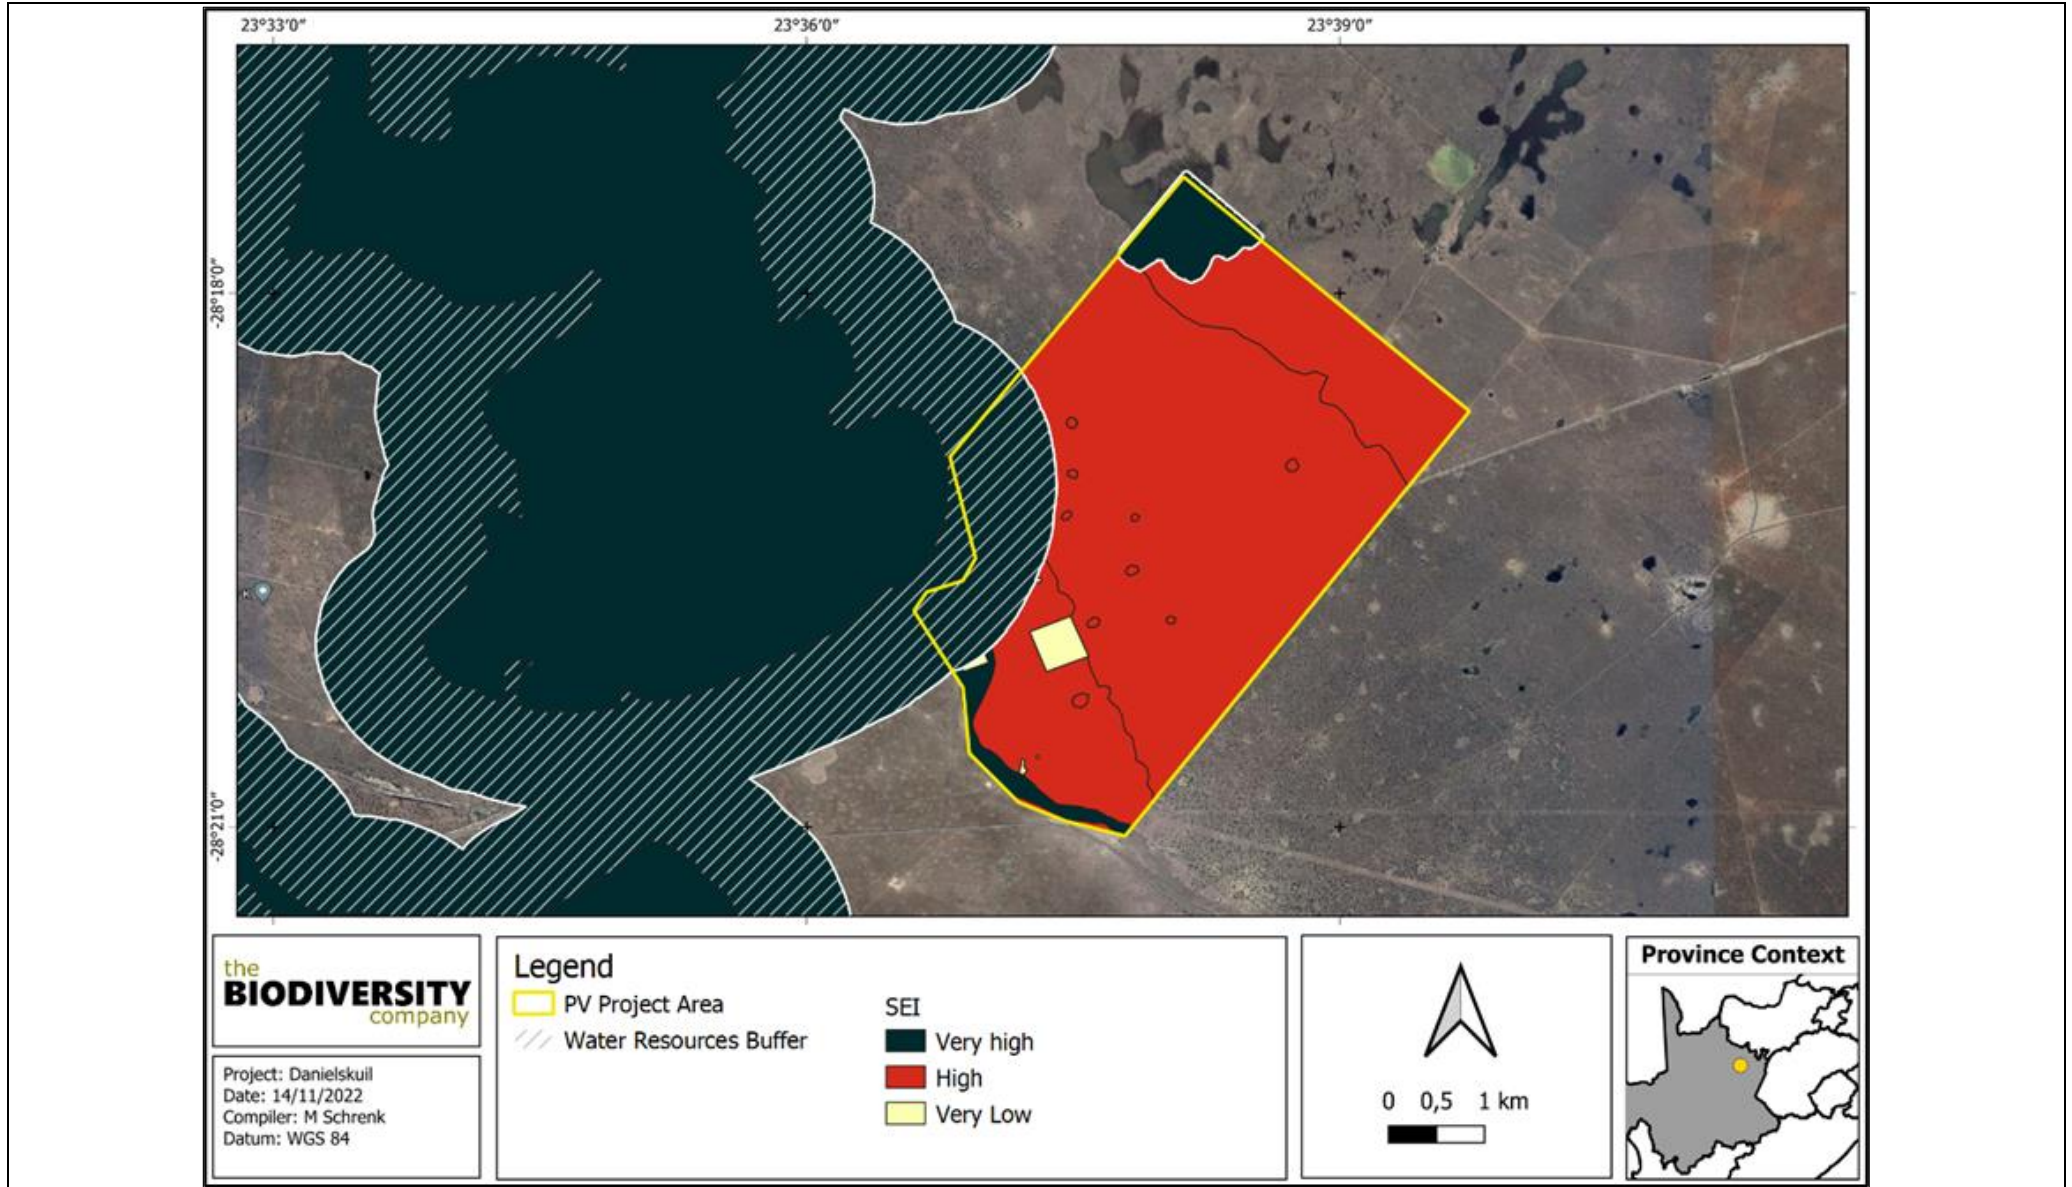 23°33'0" 23°36'0" 23°39'0"
-28°18'0"
-28°21'0"
K
the
BIODIVERSITY
company
Project: Danielskuil
Date: 14/11/2022
Compiler: M Schrenk
Datum: WGS 84
Legend
PV Project Area
Water Resources Buffer
SEI
Very high
High
Very Low
0 0,5 1 km
Province Context